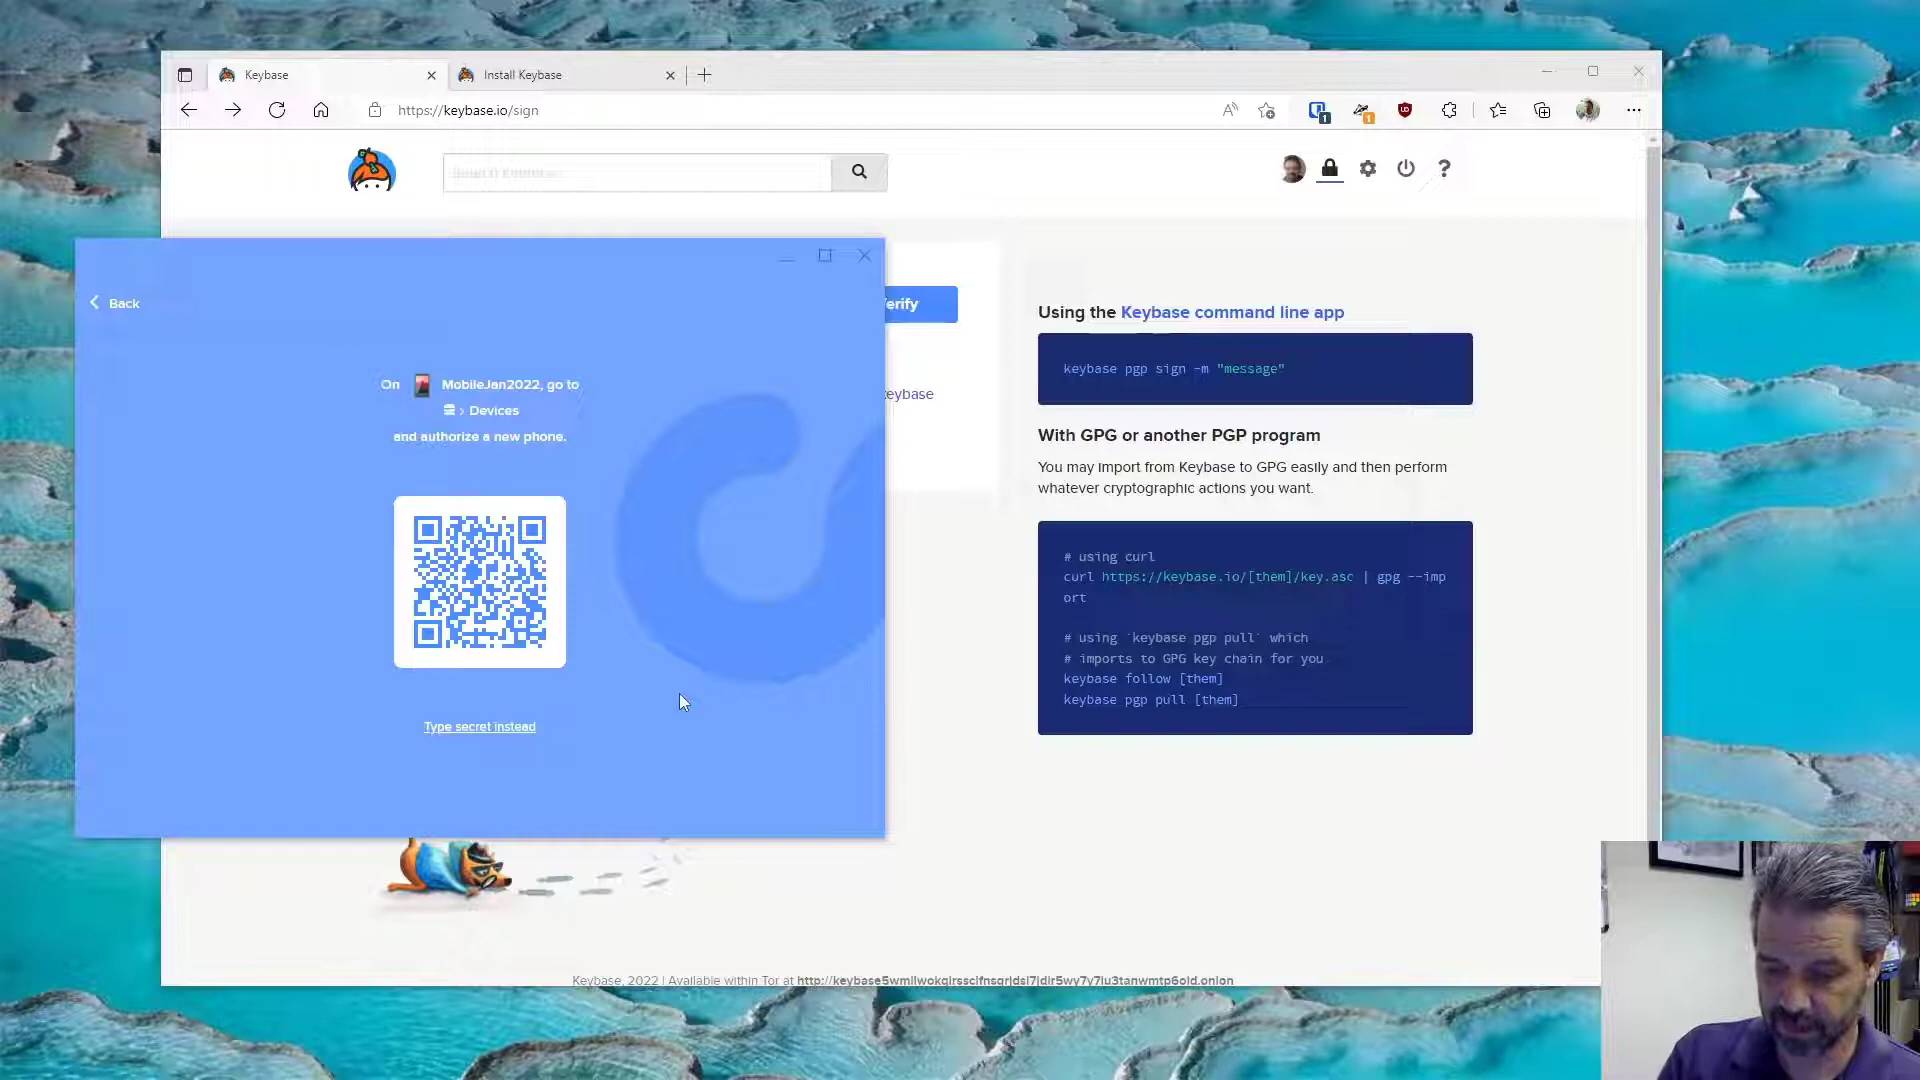 Keybase
Install Keybase
https://keybase.io/sign
1
1
Back
On MobileJan2022, go to
> Devices
and authorize a new phone.
Type secret instead
erify
keybase
Using the Keybase command line app
keybase pgp sign -m "message"
With GPG or another PGP program
You may import from Keybase to GPG easily and then perform
whatever cryptographic actions you want.
# using curl
curl https://keybase.io/[them]/key.asc | gpg --imp
ort
# using `keybase pgp pull` which
# imports to GPG key chain for you
keybase follow [them]
keybase pgp pull [them]
Keybase, 2022 | Available within Tor at